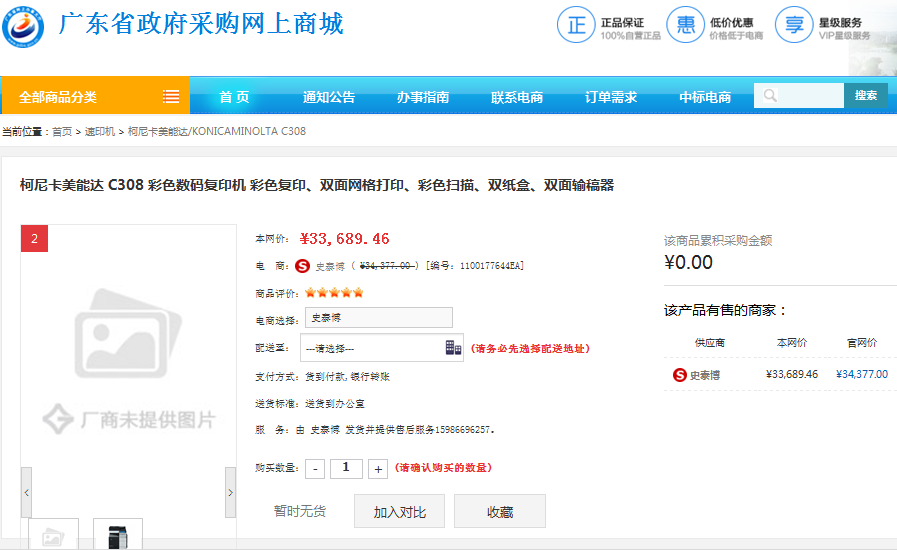 广东省政府采购网上商城
正 正品保证 100%自营正品
惠 低价优惠 价格低于电商
享 星级服务 VIP星级服务
全部商品分类 首 页 通知公告 办事指南 联系电商 订单需求 中标电商 搜索
当前位置：首页 > 速印机 > 柯尼卡美能达/KONICAMINOLTA C308
柯尼卡美能达 C308 彩色数码复印机 彩色复印、双面网格打印、彩色扫描、双纸盒、双面输稿器
2
厂商未提供图片
本网价： ¥33,689.46
电 商： S 史泰博 ( ¥34,377.00 ) [编号：1100177644EA]
商品评价：
电商选择： 史泰博
配送至： ---请选择--- (请务必先选择配送地址)
支付方式：货到付款,银行转账
送货标准：送货到办公室
服 务：由 史泰博 发货并提供售后服务15986696257。
购买数量： - 1 + (请确认购买的数量)
暂时无货 加入对比 收藏
该商品累积采购金额
¥0.00
该产品有售的商家：
供应商 本网价 官网价
S 史泰博 ¥33,689.46 ¥34,377.00